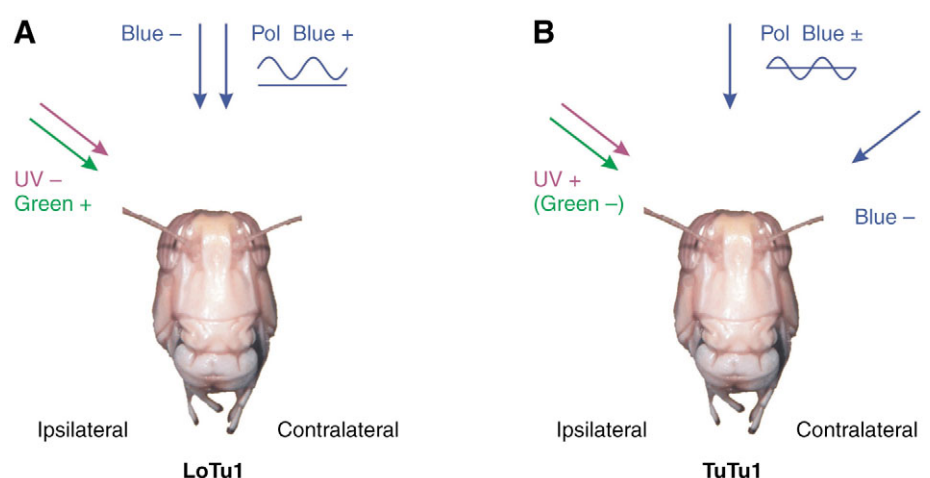 A
Blue – Pol Blue +
UV –
Green +
Ipsilateral Contralateral
LoTu1
B
Pol Blue ±
UV +
(Green –)
Blue –
Ipsilateral Contralateral
TuTu1